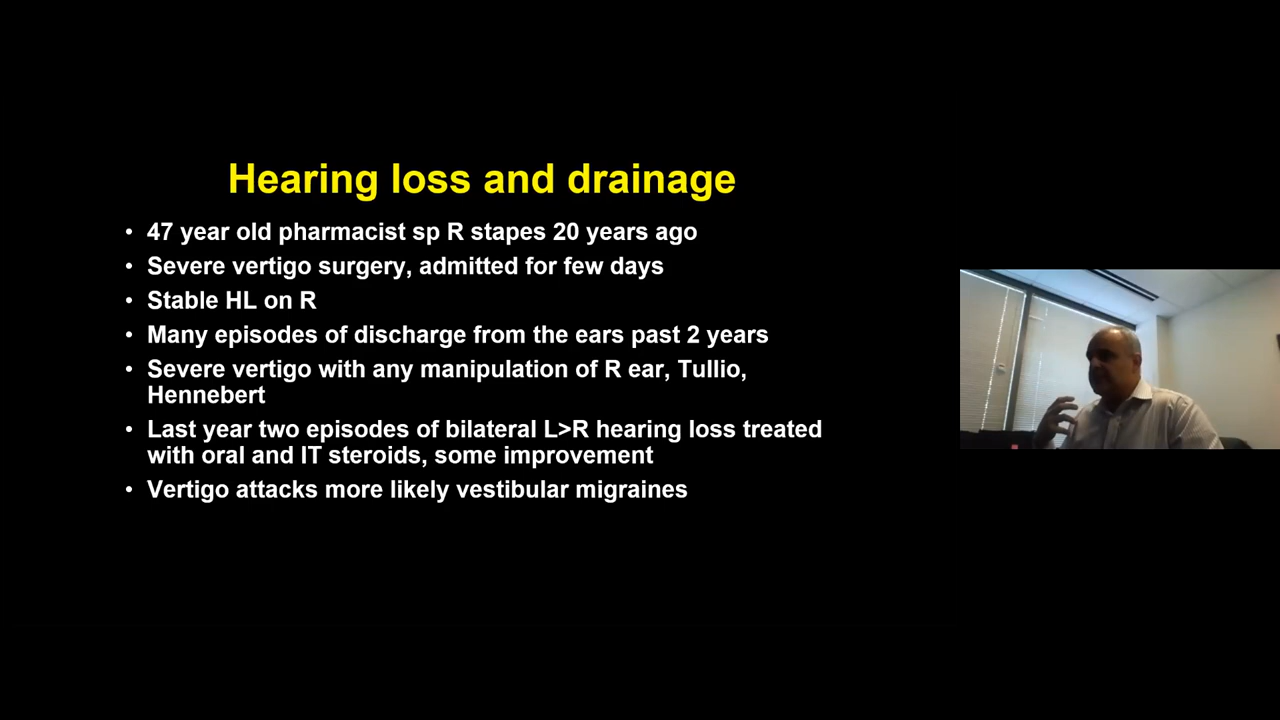 Hearing loss and drainage
• 47 year old pharmacist sp R stapes 20 years ago
• Severe vertigo surgery, admitted for few days
• Stable HL on R
• Many episodes of discharge from the ears past 2 years
• Severe vertigo with any manipulation of R ear, Tullio,
Hennebert
• Last year two episodes of bilateral L>R hearing loss treated
with oral and IT steroids, some improvement
• Vertigo attacks more likely vestibular migraines